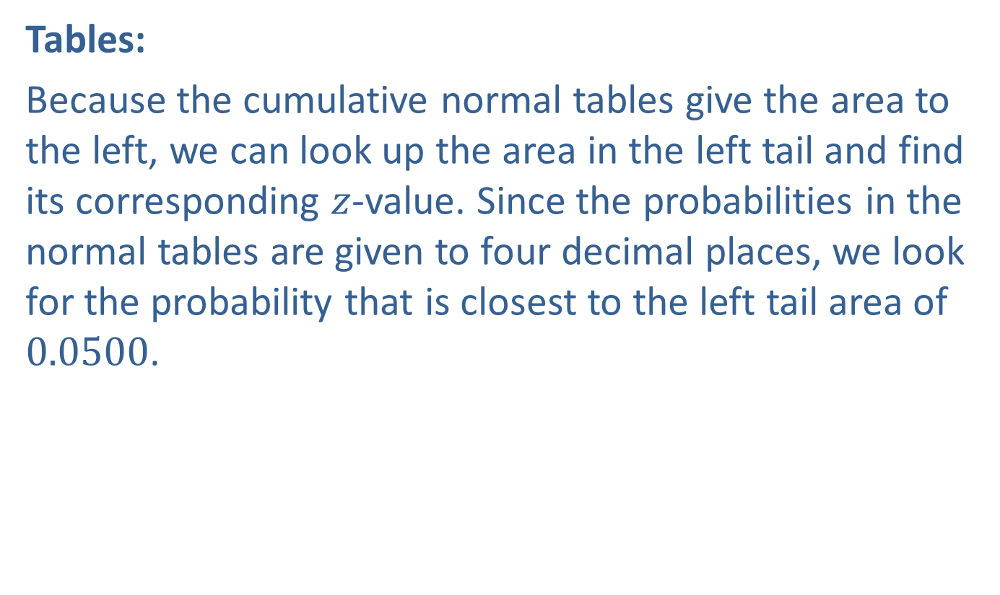 Tables:
Because the cumulative normal tables give the area to
the left, we can look up the area in the left tail and find
its corresponding z-value. Since the probabilities in the
normal tables are given to four decimal places, we look
for the probability that is closest to the left tail area of
0.0500.